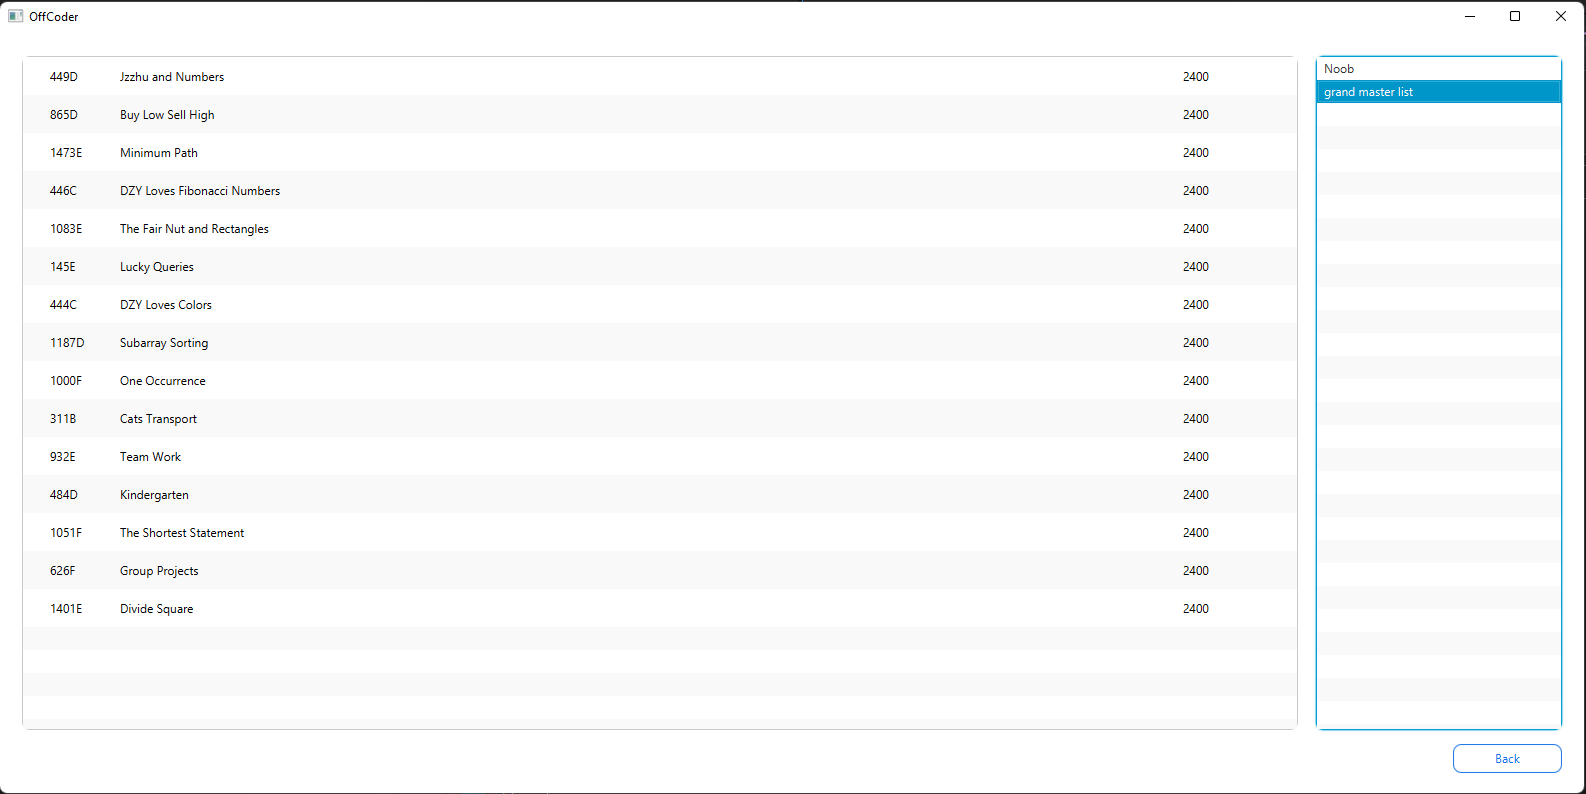 OffCoder
449D Jzzhu and Numbers 2400
865D Buy Low Sell High 2400
1473E Minimum Path 2400
446C DZY Loves Fibonacci Numbers 2400
1083E The Fair Nut and Rectangles 2400
145E Lucky Queries 2400
444C DZY Loves Colors 2400
1187D Subarray Sorting 2400
1000F One Occurrence 2400
311B Cats Transport 2400
932E Team Work 2400
484D Kindergarten 2400
1051F The Shortest Statement 2400
626F Group Projects 2400
1401E Divide Square 2400
Noob
grand master list
Back